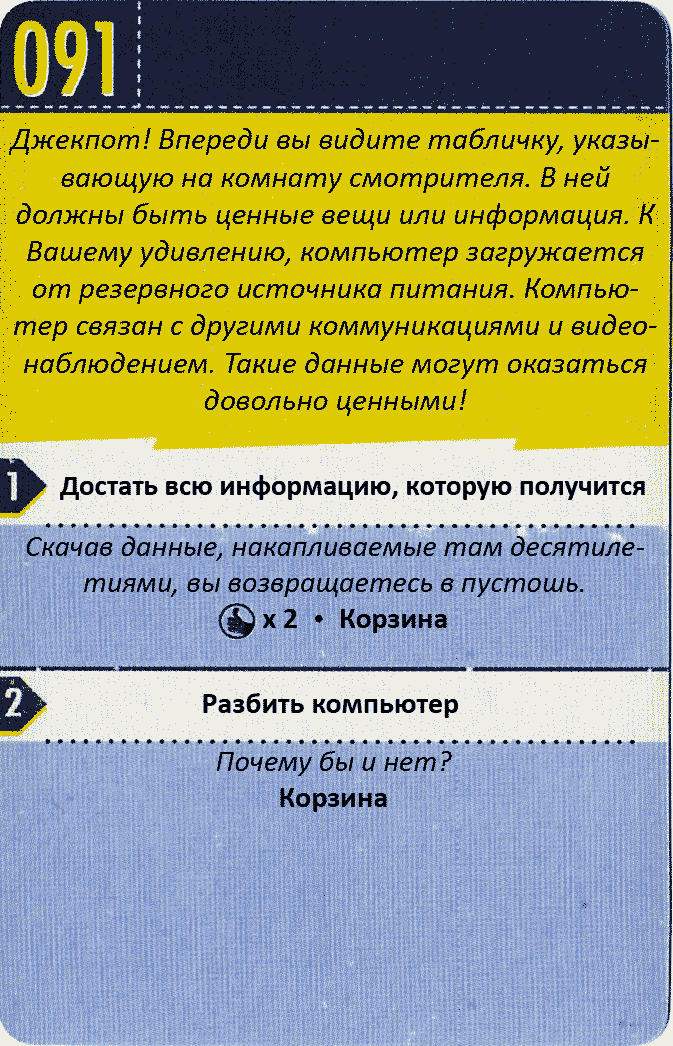 091
Джекпот! Впереди вы видите табличку, указы-
вающую на комнату смотрителя. В ней
должны быть ценные вещи или информация. К
Вашему удивлению, компьютер загружается
от резервного источника питания. Компью-
тер связан с другими коммуникациями и видео-
наблюдением. Такие данные могут оказаться
довольно ценными!
1 Достать всю информацию, которую получится
Скачав данные, накапливаемые там десятиле-
тиями, вы возвращаетесь в пустошь.
x 2 • Корзина
2 Разбить компьютер
Почему бы и нет?
Корзина